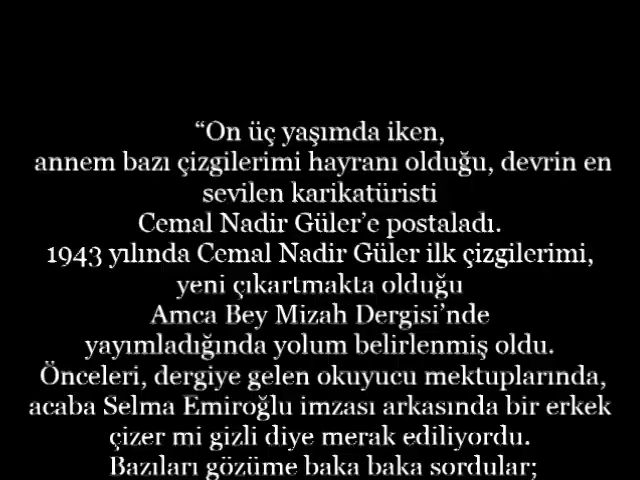 “On üç yaşımda iken,
annem bazı çizgilerimi hayranı olduğu, devrin en
sevilen karikatüristi
Cemal Nadir Güler’e postaladı.
1943 yılında Cemal Nadir Güler ilk çizgilerimi,
yeni çıkartmakta olduğu
Amca Bey Mizah Dergisi’nde
yayımladığında yolum belirlenmiş oldu.
Önceleri, dergiye gelen okuyucu mektuplarında,
acaba Selma Emiroğlu imzası arkasında bir erkek
çizer mi gizli diye merak ediliyordu.
Bazıları gözüme baka baka sordular;